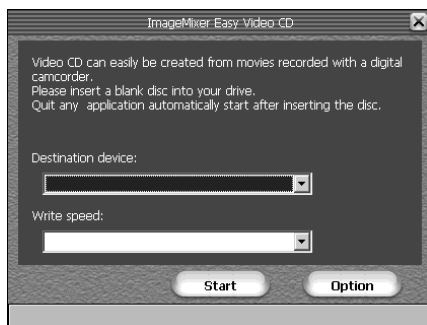 ImageMixer Easy Video CD
Video CD can easily be created from movies recorded with a digital
camcorder.
Please insert a blank disc into your drive.
Quit any application automatically start after inserting the disc.
Destination device:
Write speed:
Start
Option